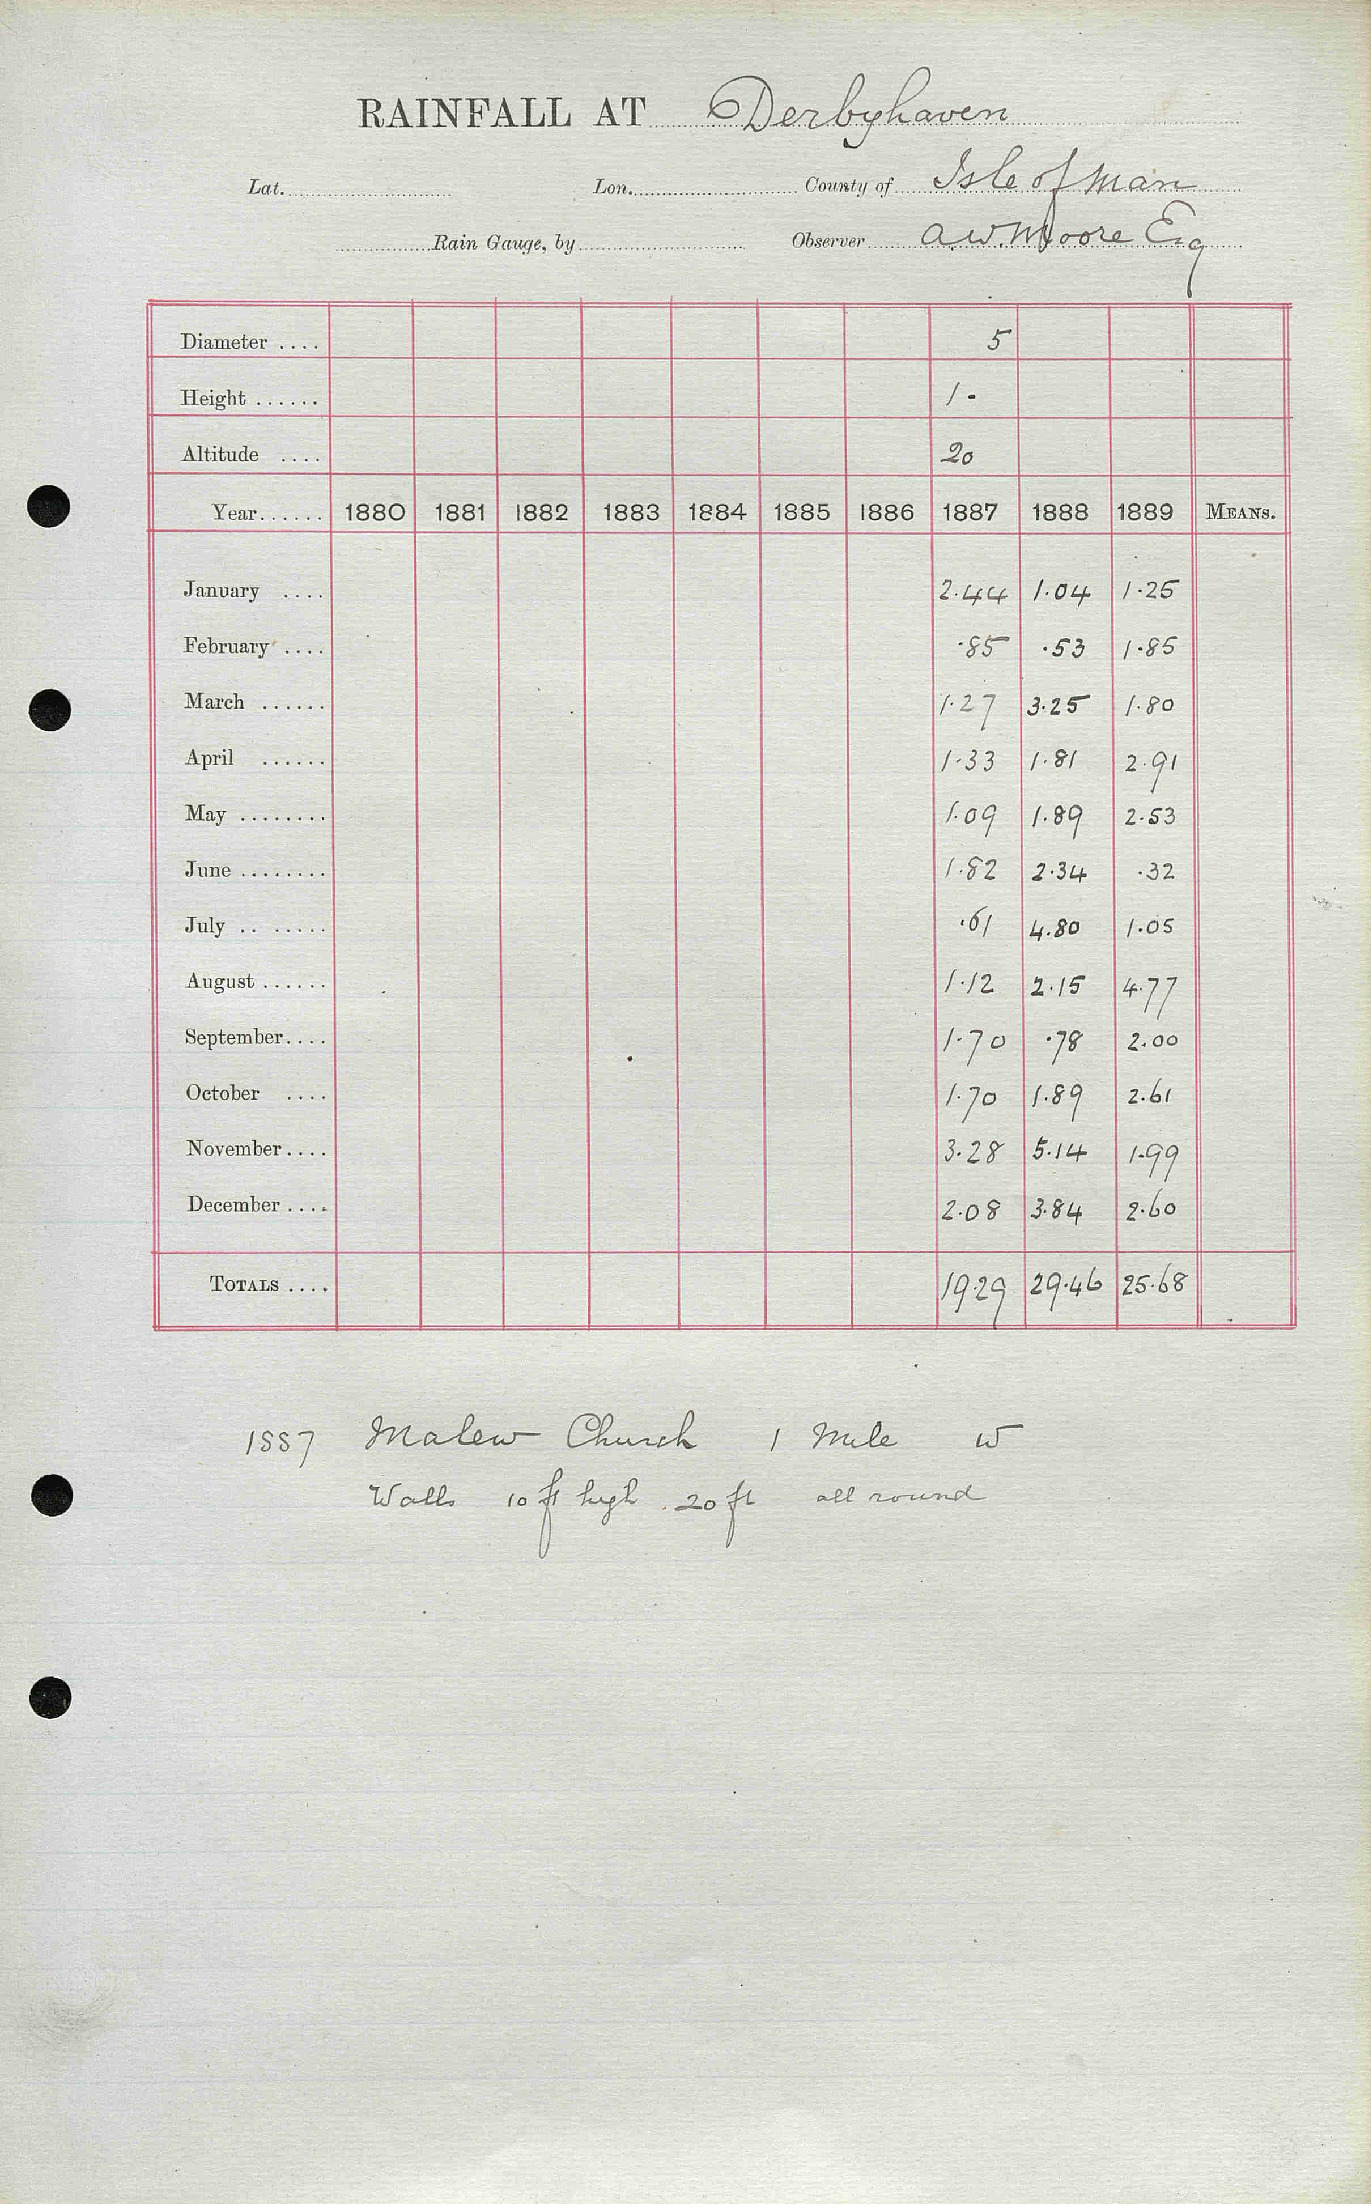 RAINFALL AT Derbyhaven
Lat. Lon. County of Isle of Man
Rain Gauge, by Observer A.W. Moore Esq
Diameter .... 5
Height ...... 1 -
Altitude .... 20
Year...... 1880 1881 1882 1883 1884 1885 1886 1887 1888 1889 MEANS.
January .... 2.44 1.04 1.25
February .... .85 .53 1.85
March ...... 1.27 3.25 1.80
April ...... 1.33 1.81 2.91
May ........ 1.09 1.89 2.53
June ........ 1.82 2.34 .32
July .. ..... .61 4.80 1.05
August ...... 1.12 2.15 4.77
September.... 1.70 .78 2.00
October .... 1.70 1.89 2.61
November.... 3.28 5.14 1.99
December .... 2.08 3.84 2.60
TOTALS .... 19.29 29.46 25.68
1887 Malew Church 1 Mile W
Walls 10 ft high . 20 ft all round